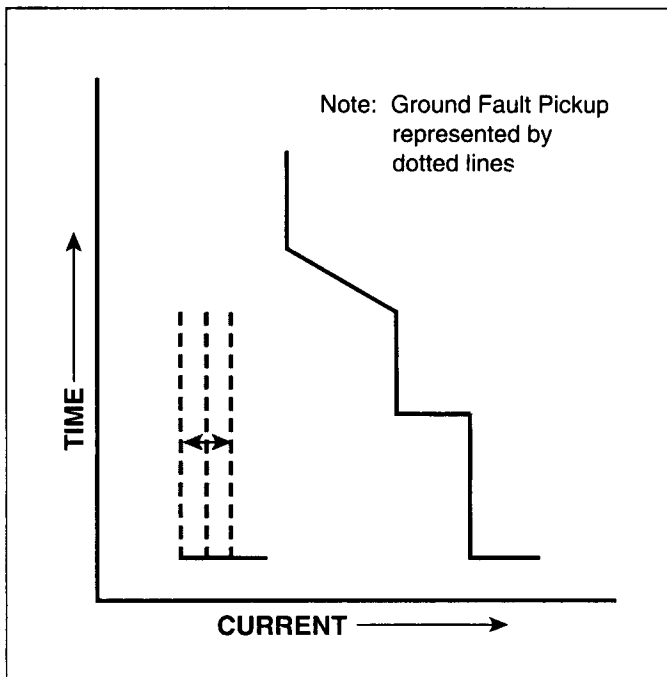 Note: Ground Fault Pickup
represented by
dotted lines
TIME
CURRENT